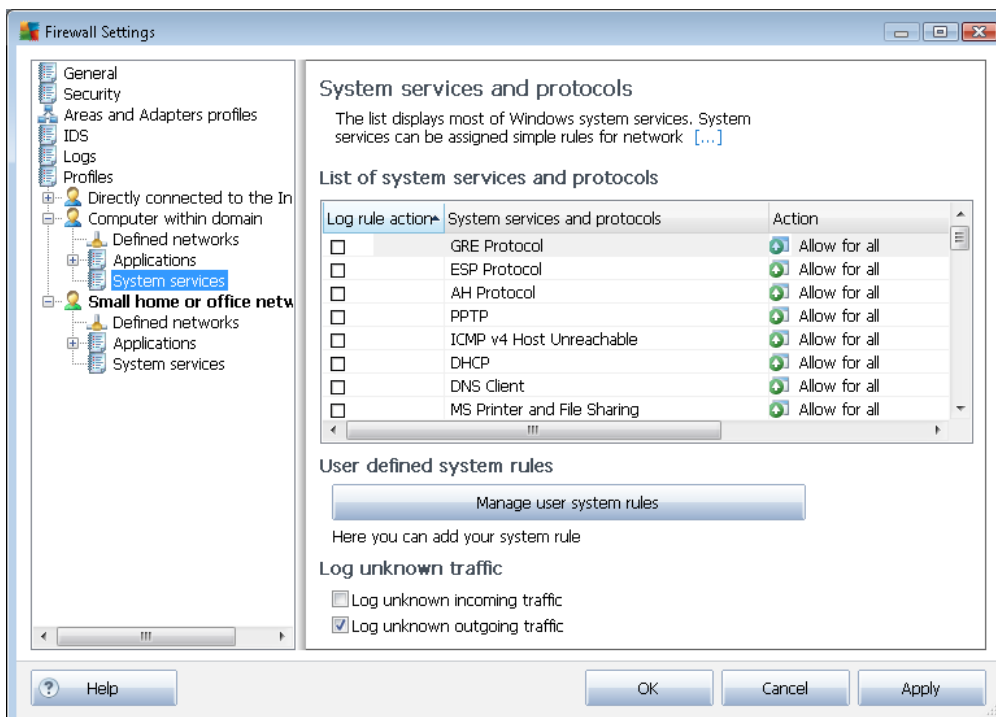 Firewall Settings
General
Security
Areas and Adapters profiles
IDS
Logs
Profiles
Directly connected to the In
Computer within domain
Defined networks
Applications
System services
Small home or office netw
Defined networks
Applications
System services
System services and protocols
The list displays most of Windows system services. System
services can be assigned simple rules for network [...]
List of system services and protocols
Log rule action System services and protocols Action
GRE Protocol Allow for all
ESP Protocol Allow for all
AH Protocol Allow for all
PPTP Allow for all
ICMP v4 Host Unreachable Allow for all
DHCP Allow for all
DNS Client Allow for all
MS Printer and File Sharing Allow for all
User defined system rules
Manage user system rules
Here you can add your system rule
Log unknown traffic
Log unknown incoming traffic
Log unknown outgoing traffic
? Help OK Cancel Apply